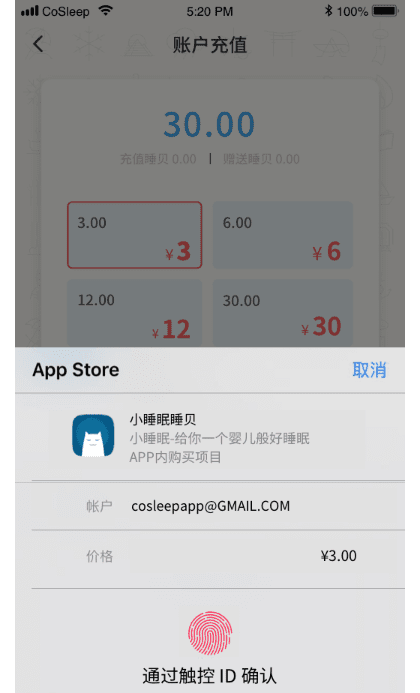 CoSleep
5:20 PM
100%
账户充值
30.00
充值睡贝 0.00 | 赠送睡贝 0.00
3.00
¥3
6.00
¥6
12.00
¥12
30.00
¥30
App Store
取消
小睡眠睡贝
小睡眠-给你一个婴儿般好睡眠
APP内购买项目
帐户
cosleepapp@GMAIL.COM
价格
¥3.00
通过触控 ID 确认